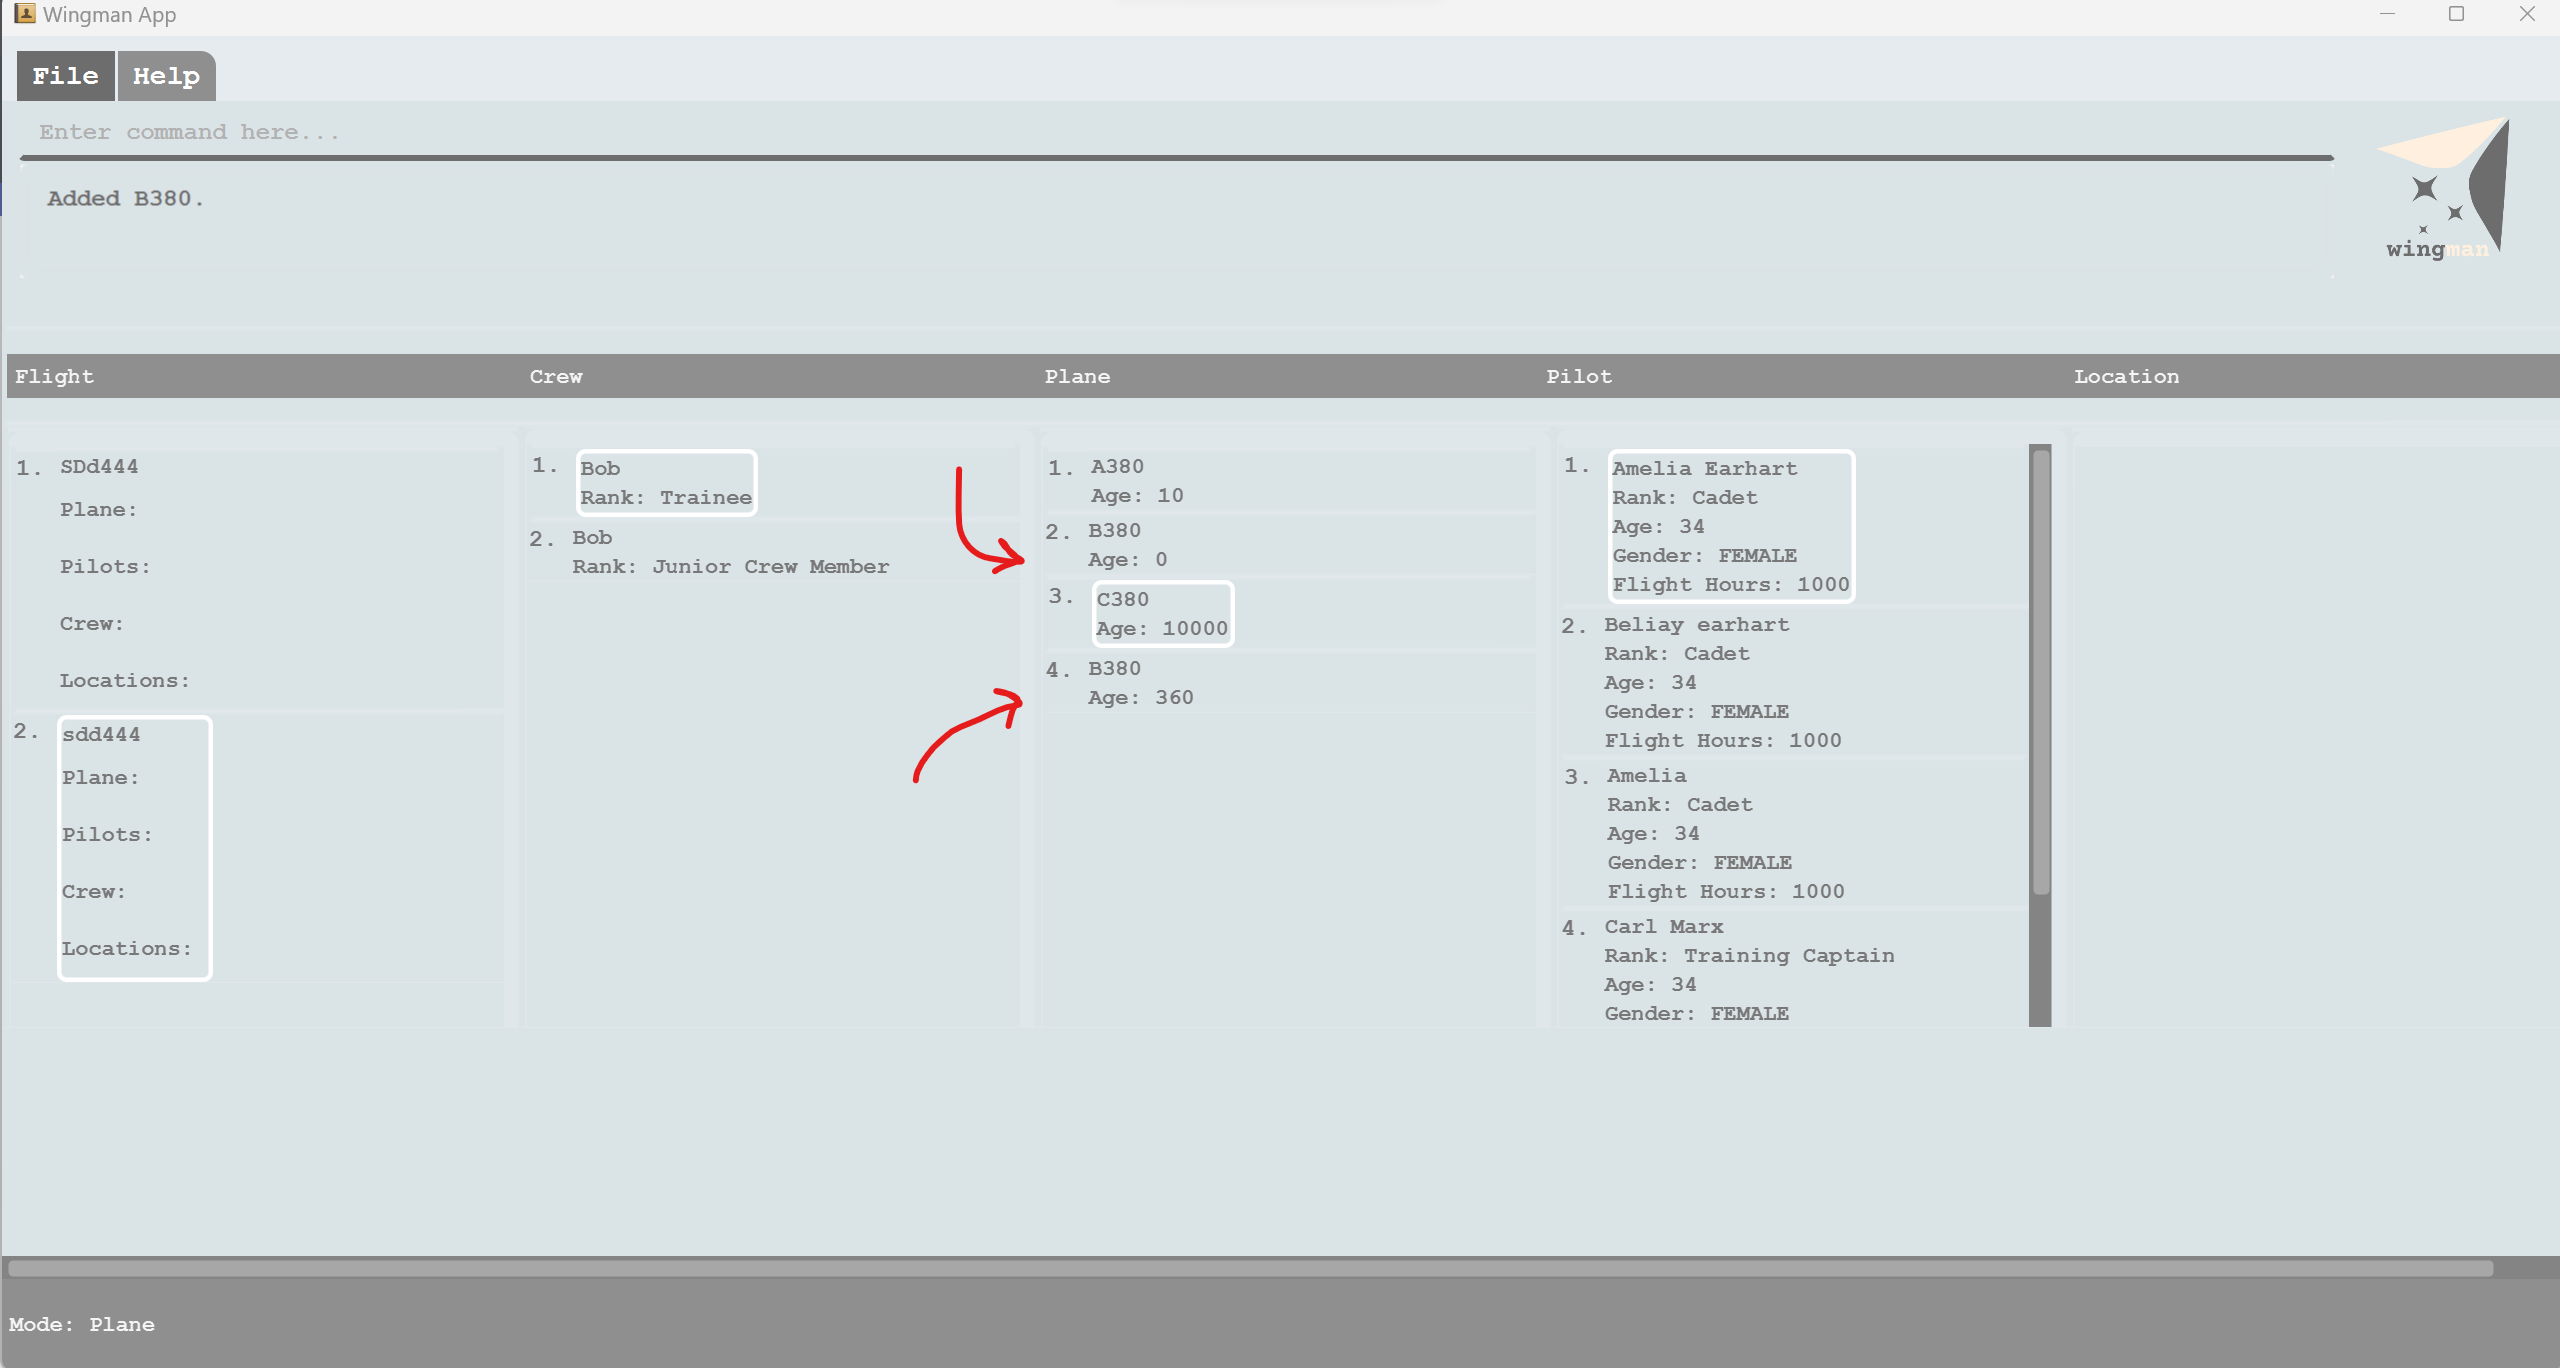 Wingman App
File Help
Enter command here...
Added B380.
wingman
Flight Crew Plane Pilot Location
1. SDd444
Plane:
Pilots:
Crew:
Locations:
2. sdd444
Plane:
Pilots:
Crew:
Locations:
1. Bob
Rank: Trainee
2. Bob
Rank: Junior Crew Member
1. A380
Age: 10
2. B380
Age: 0
3. C380
Age: 10000
4. B380
Age: 360
1. Amelia Earhart
Rank: Cadet
Age: 34
Gender: FEMALE
Flight Hours: 1000
2. Beliay earhart
Rank: Cadet
Age: 34
Gender: FEMALE
Flight Hours: 1000
3. Amelia
Rank: Cadet
Age: 34
Gender: FEMALE
Flight Hours: 1000
4. Carl Marx
Rank: Training Captain
Age: 34
Gender: FEMALE
Mode: Plane